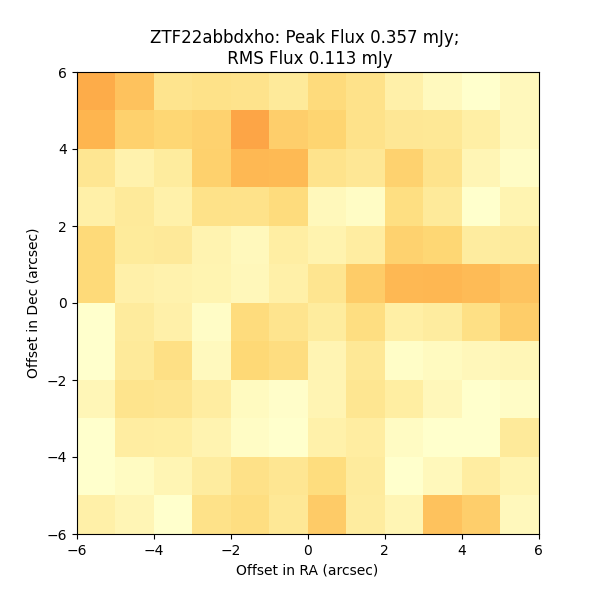 ZTF22abbdxho: Peak Flux 0.357 mJy;
RMS Flux 0.113 mJy
6
4
2
0
−2
−4
−6
Offset in Dec (arcsec)
−6 −4 −2 0 2 4 6
Offset in RA (arcsec)